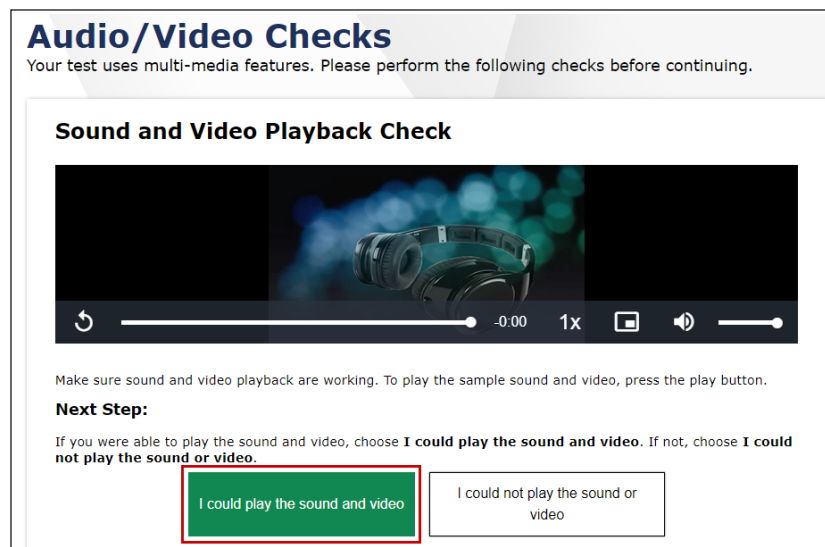 Audio/Video Checks
Your test uses multi-media features. Please perform the following checks before continuing.
Sound and Video Playback Check
-0:00
1x
Make sure sound and video playback are working. To play the sample sound and video, press the play button.
Next Step:
If you were able to play the sound and video, choose I could play the sound and video. If not, choose I could
not play the sound or video.
I could play the sound and video
I could not play the sound or
video